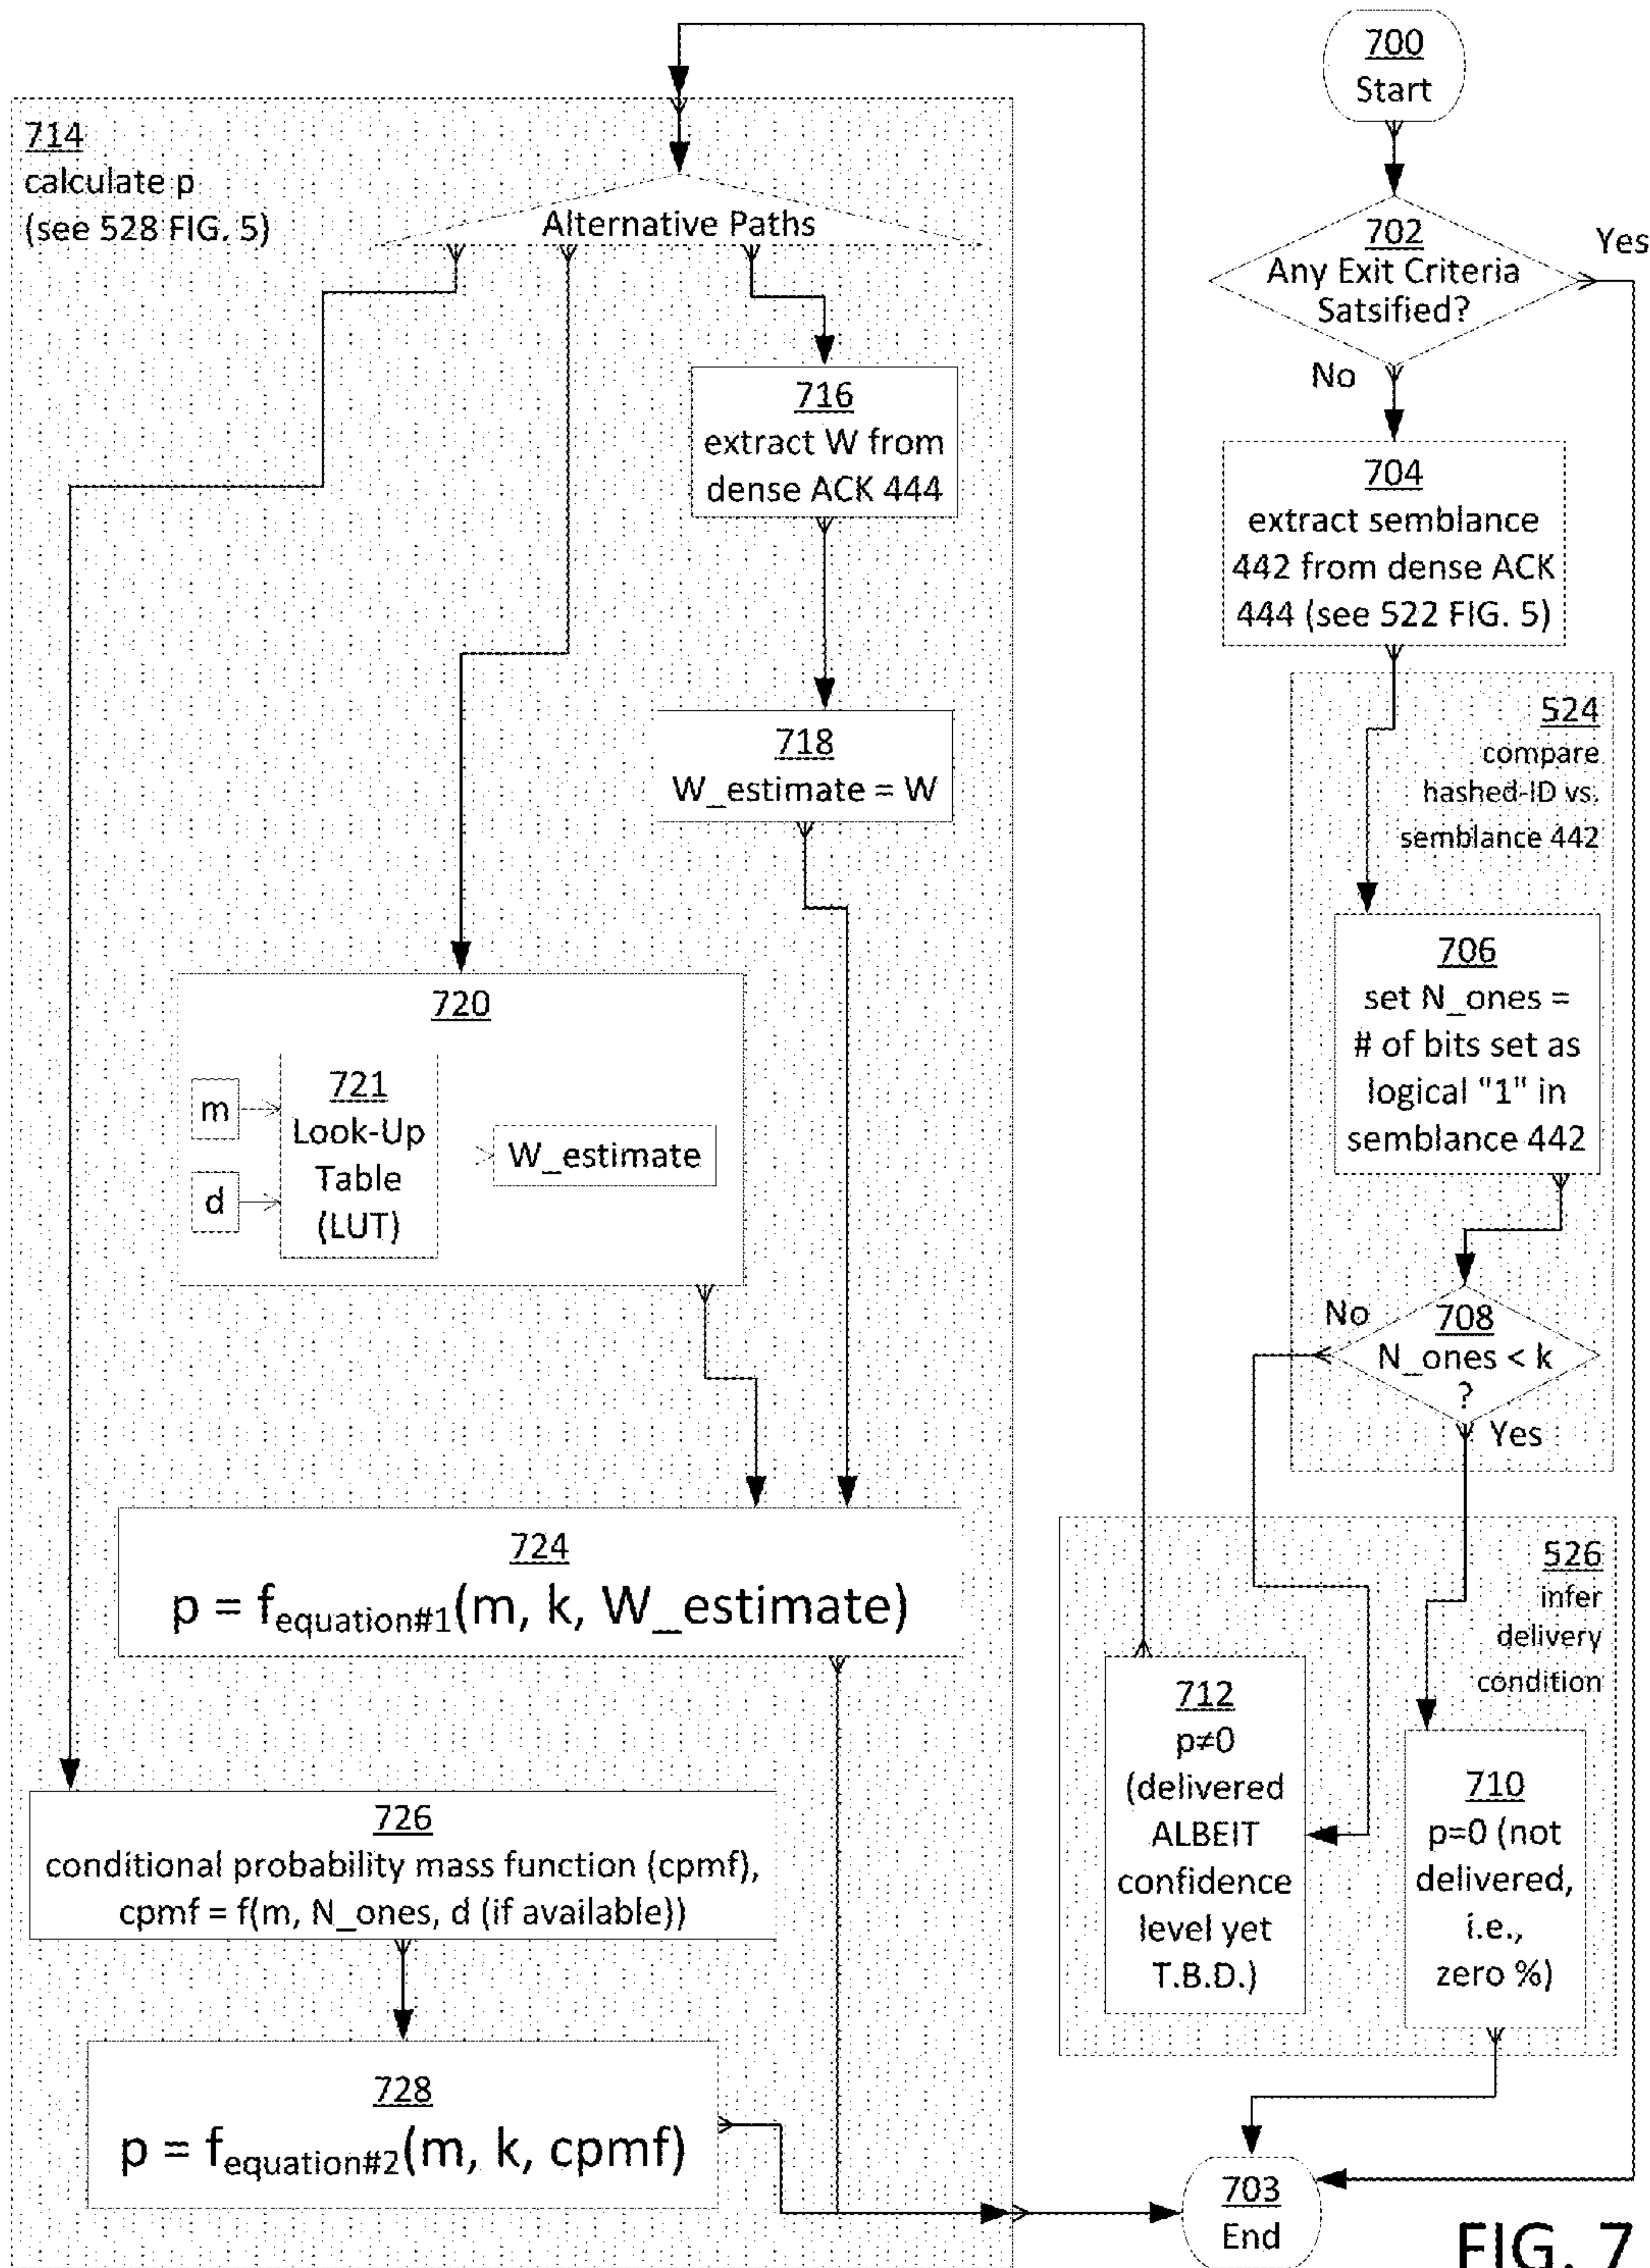 700
Start
702
Any Exit Criteria
Satsified?
Yes
No
704
extract semblance
442 from dense ACK
444 (see 522 FIG. 5)
524
compare
hashed-ID vs.
semblance 442
706
set N_ones =
# of bits set as
logical "1" in
semblance 442
708
N_ones < k
?
No
Yes
526
infer
delivery
condition
710
p=0 (not
delivered,
i.e.,
zero %)
712
p≠0
(delivered
ALBEIT
confidence
level yet
T.B.D.)
714
calculate p
(see 528 FIG. 5)
Alternative Paths
716
extract W from
dense ACK 444
718
W_estimate = W
720
m
d
721
Look-Up
Table
(LUT)
W_estimate
724
p = fequation#1(m, k, W_estimate)
726
conditional probability mass function (cpmf),
cpmf = f(m, N_ones, d (if available))
728
p = fequation#2(m, k, cpmf)
703
End
FIG. 7